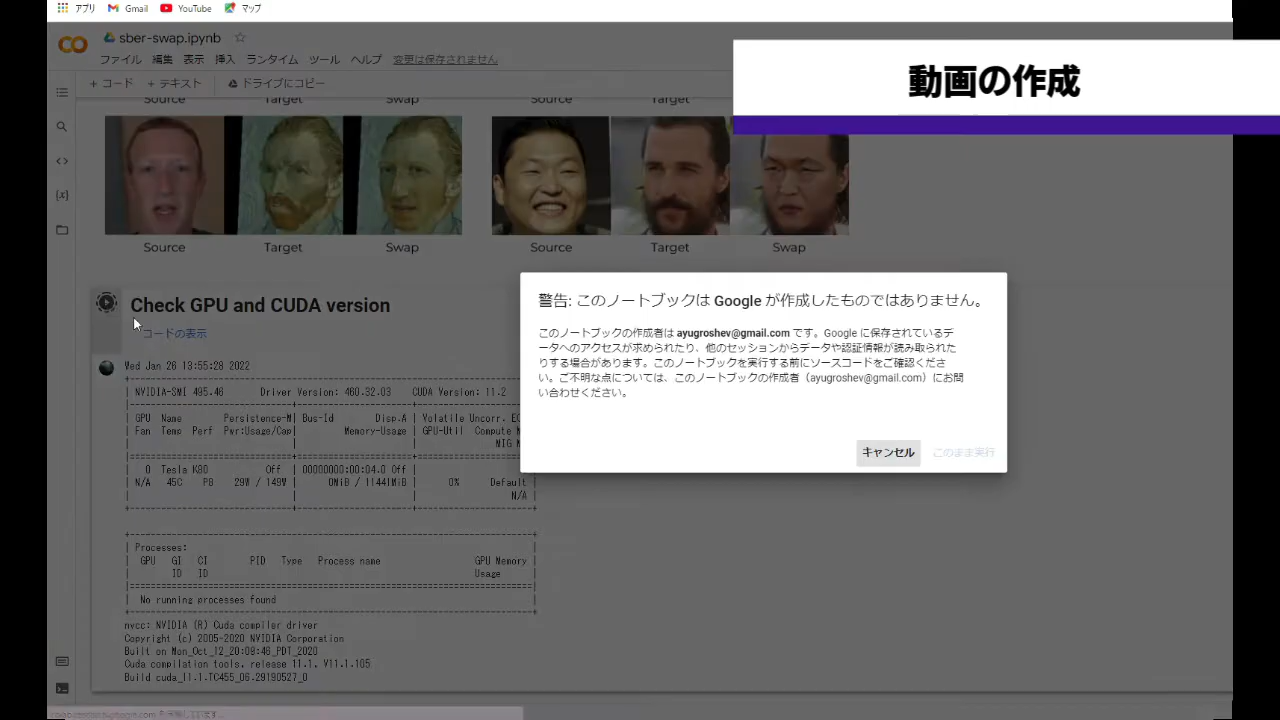 アプリ Gmail YouTube マップ
sber-swap.ipynb
ファイル 編集 表示 挿入 ランタイム ツール ヘルプ 変更は保存されません
+ コード + テキスト ドライブにコピー
動画の作成
Source Target Swap Source Target
Source Target Swap Source Target Swap
Check GPU and CUDA version
コードの表示
警告: このノートブックは Google が作成したものではありません。
このノートブックの作成者は ayugroshev@gmail.com です。Google に保存されているデ
ータへのアクセスが求められたり、他のセッションからデータや認証情報が読み取られた
りする場合があります。このノートブックを実行する前にソースコードをご確認くださ
い。ご不明な点については、このノートブックの作成者（ayugroshev@gmail.com）にお問
い合わせください。
キャンセル このまま実行
Wed Jan 26 13:55:28 2022
NVIDIA-SMI 495.46 Driver Version: 460.32.03 CUDA Version: 11.2
GPU Name Persistence-M| Bus-Id Disp.A | Volatile Uncorr.
Fan Temp Perf Pwr:Usage/Cap| Memory-Usage | GPU-Util Compute
MIG
0 Tesla K80 Off | 00000000:00:04.0 Off |
N/A 45C P8 29W / 149W | 0MiB / 11441MiB | 0% Default
N/A
Processes:
GPU GI CI PID Type Process name GPU Memory
ID ID Usage
No running processes found
nvcc: NVIDIA (R) Cuda compiler driver
Copyright (c) 2005-2020 NVIDIA Corporation
Built on Mon_Oct_12_20:09:46_PDT_2020
Cuda compilation tools, release 11.1, V11.1.105
Build cuda_11.1.TC455_06.29190527_0